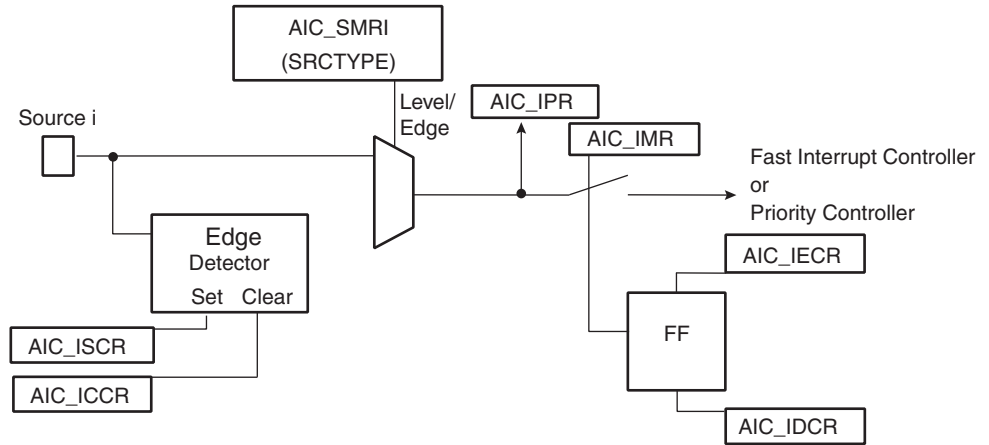 AIC_SMRI
(SRCTYPE)
Level/
Edge
AIC_IPR
AIC_IMR
Source i
Fast Interrupt Controller
or
Priority Controller
Edge
Detector
Set Clear
AIC_IECR
FF
AIC_ISCR
AIC_ICCR
AIC_IDCR